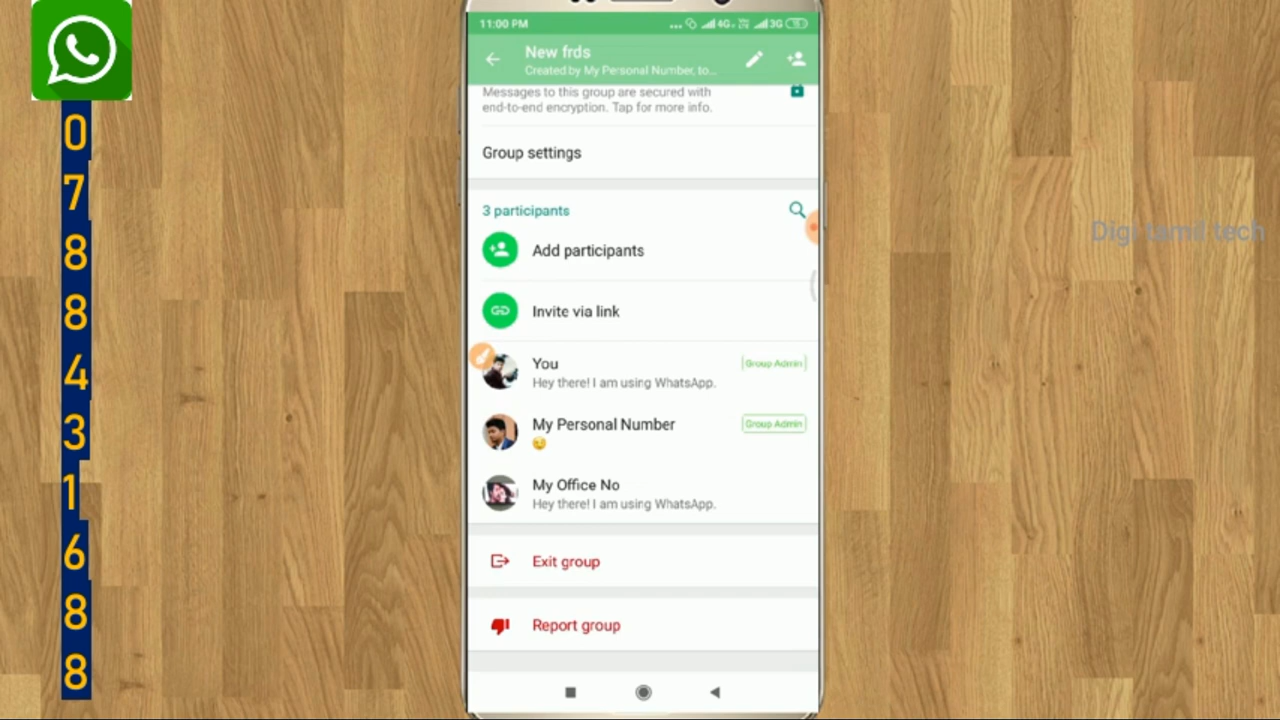 0
7
8
8
4
3
1
6
8
8
11:00 PM
4G+
3G
New frds
Created by My Personal Number, to...
Messages to this group are secured with
end-to-end encryption. Tap for more info.
Group settings
3 participants
Add participants
Invite via link
You
Group Admin
Hey there! I am using WhatsApp.
My Personal Number
Group Admin
My Office No
Hey there! I am using WhatsApp.
Exit group
Report group
Digi tamil tech